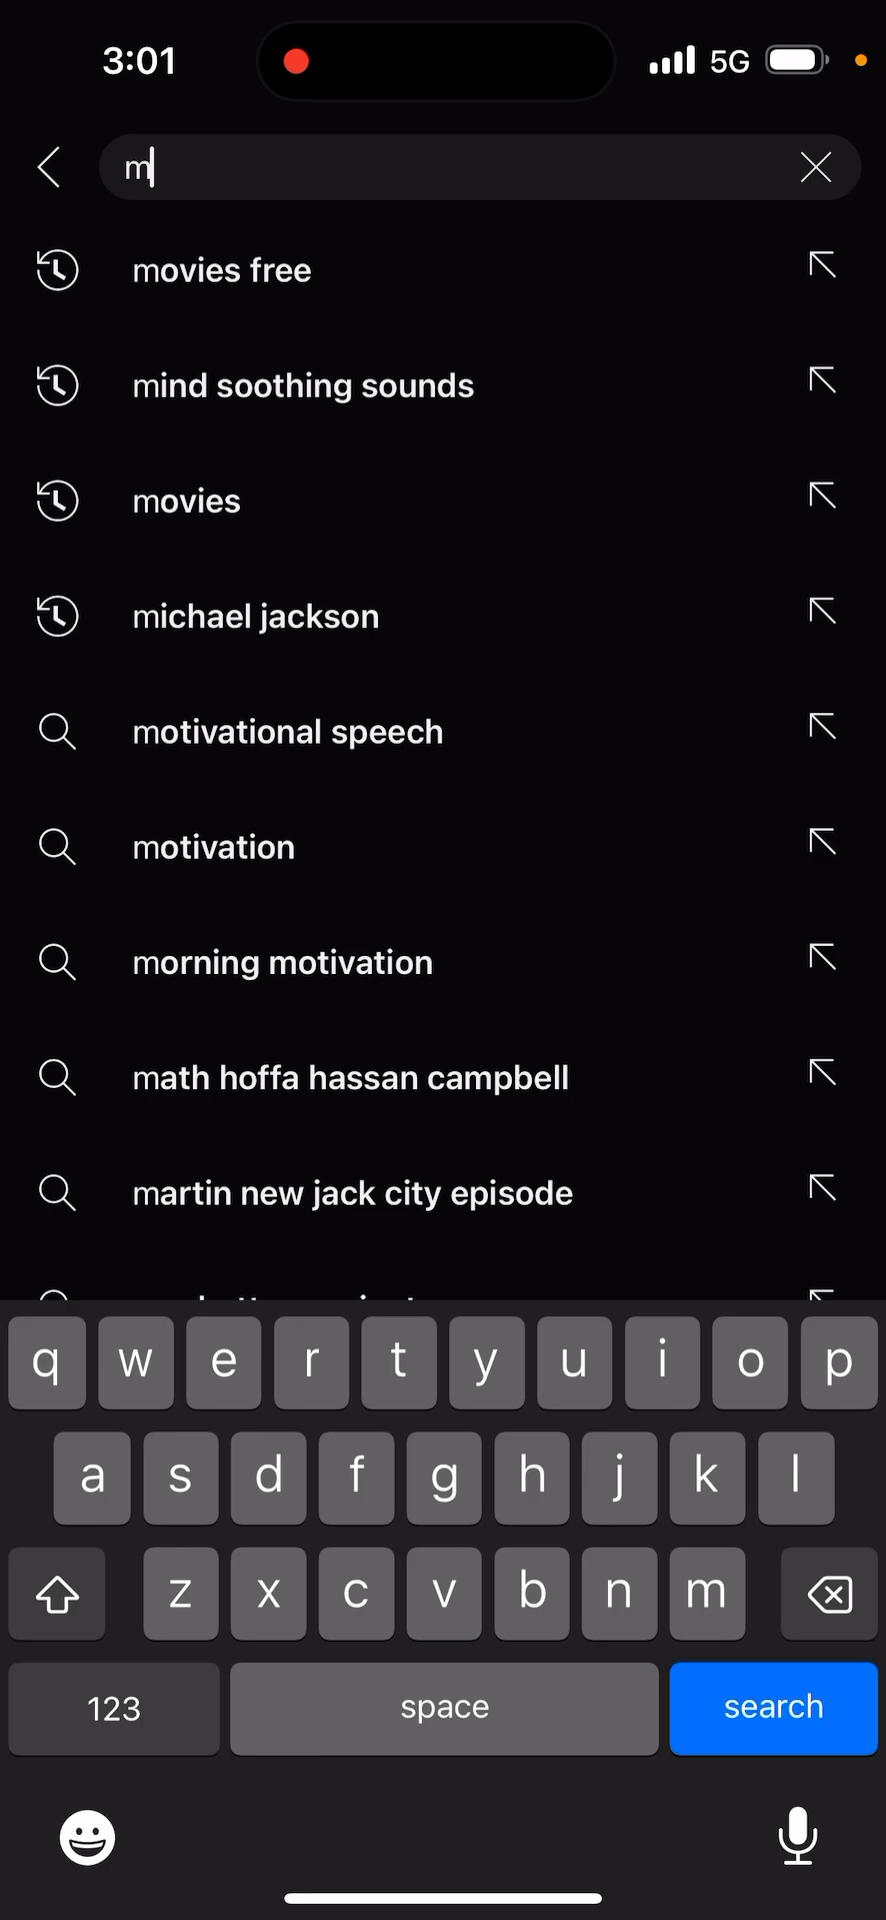 3:01
5G
m
movies free
mind soothing sounds
movies
michael jackson
motivational speech
motivation
morning motivation
math hoffa hassan campbell
martin new jack city episode
q w e r t y u i o p
a s d f g h j k l
z x c v b n m
123 space search